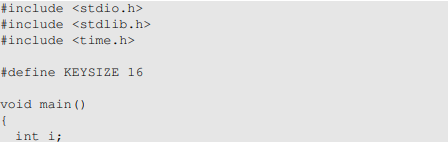 #include <stdio.h>
#include <stdlib.h>
#include <time.h>
#define KEYSIZE 16
void main()
{
int i;